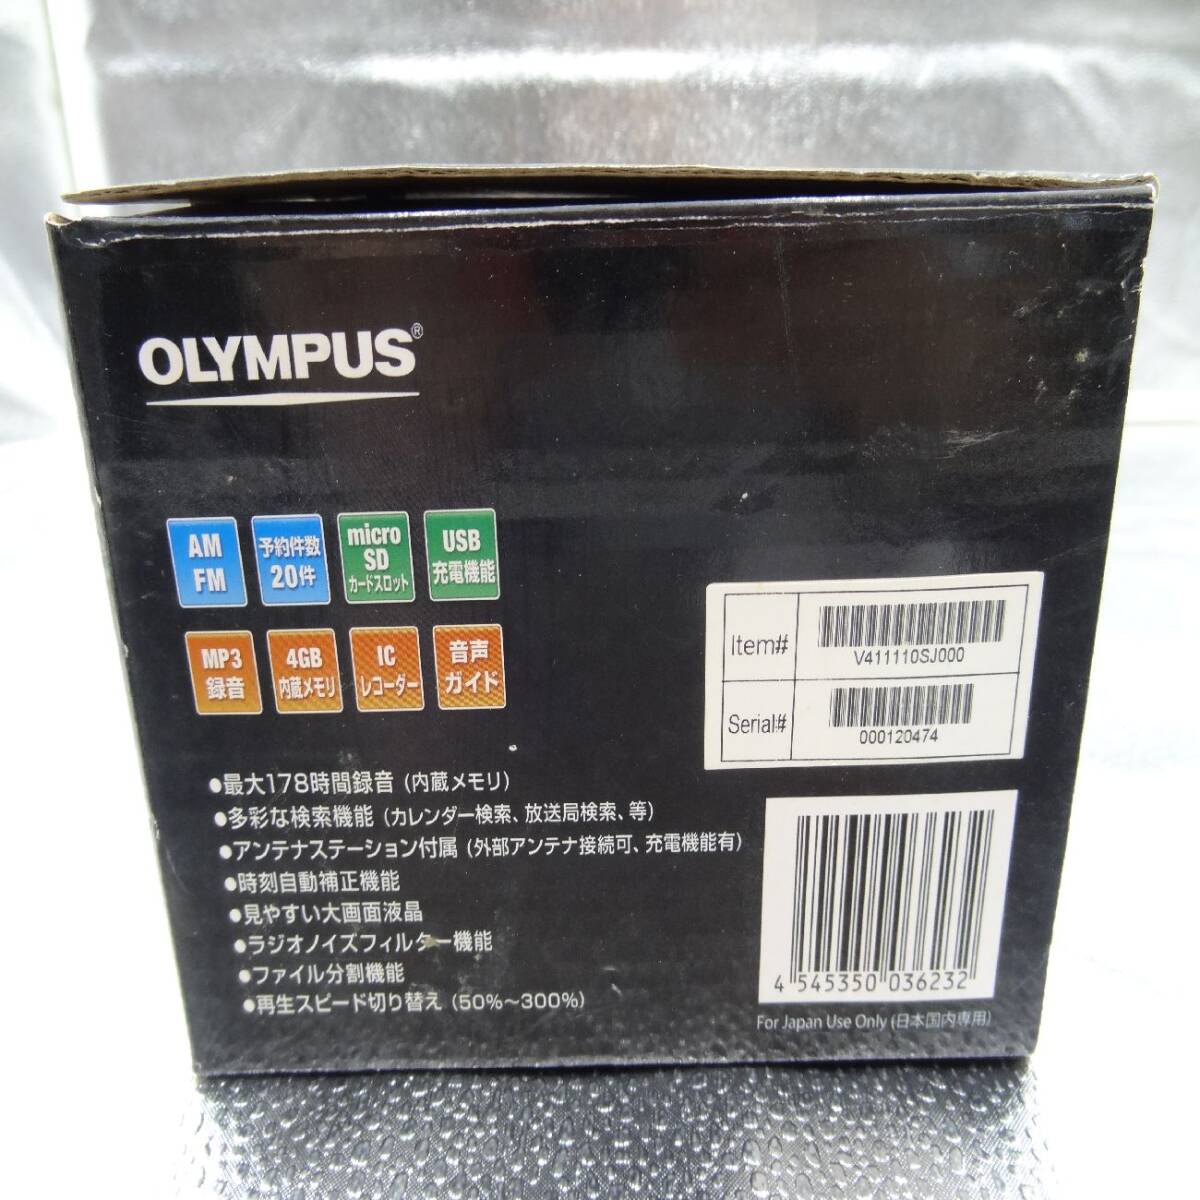 OLYMPUS®
AM
FM
予約件数
20件
micro
SD
カードスロット
USB
充電機能
MP3
録音
4GB
内蔵メモリ
IC
レコーダー
音声
ガイド
Item#
V411110SJ000
Serial#
000120474
●最大178時間録音 (内蔵メモリ)
●多彩な検索機能 (カレンダー検索、放送局検索、等)
●アンテナステーション付属 (外部アンテナ接続可、充電機能有)
●時刻自動補正機能
●見やすい大画面液晶
●ラジオノイズフィルター機能
●ファイル分割機能
●再生スピード切り替え (50%～300%)
4 545350 036232
For Japan Use Only (日本国内専用)